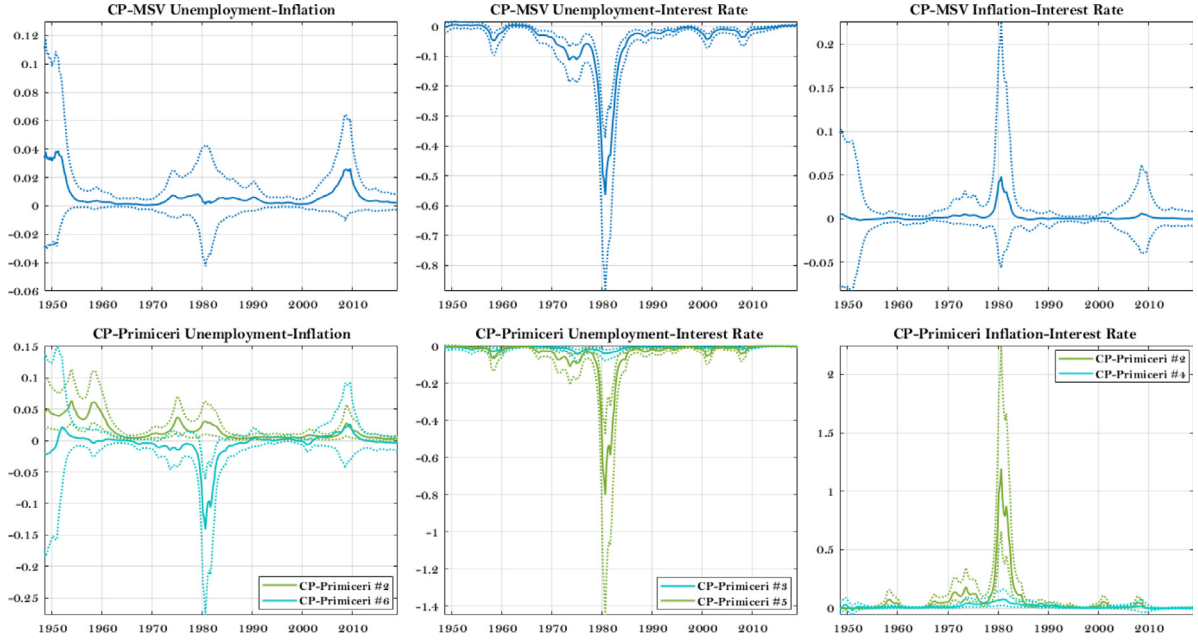 CP-MSV Unemployment-Inflation
0.12
0.1
0.08
0.06
0.04
0.02
0
-0.02
-0.04
-0.06
1950 1960 1970 1980 1990 2000 2010
CP-MSV Unemployment-Interest Rate
0
-0.1
-0.2
-0.3
-0.4
-0.5
-0.6
-0.7
-0.8
1950 1960 1970 1980 1990 2000 2010
CP-MSV Inflation-Interest Rate
0.2
0.15
0.1
0.05
0
-0.05
1950 1960 1970 1980 1990 2000 2010
CP-Primiceri Unemployment-Inflation
0.15
0.1
0.05
0
-0.05
-0.1
-0.15
-0.2
-0.25
CP-Primiceri #2
CP-Primiceri #6
1950 1960 1970 1980 1990 2000 2010
CP-Primiceri Unemployment-Interest Rate
0
-0.2
-0.4
-0.6
-0.8
-1
-1.2
-1.4
CP-Primiceri #3
CP-Primiceri #5
1950 1960 1970 1980 1990 2000 2010
CP-Primiceri Inflation-Interest Rate
CP-Primiceri #2
CP-Primiceri #4
2
1.5
1
0.5
0
1950 1960 1970 1980 1990 2000 2010